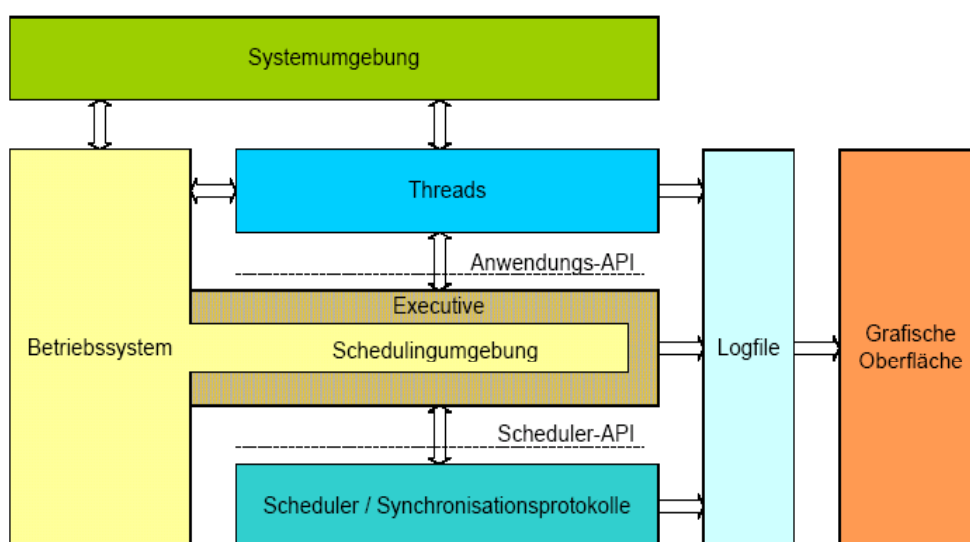 Systemumgebung
Threads
Anwendungs-API
Executive
Betriebssystem
Schedulingumgebung
Logfile
Grafische
Oberfläche
Scheduler-API
Scheduler / Synchronisationsprotokolle